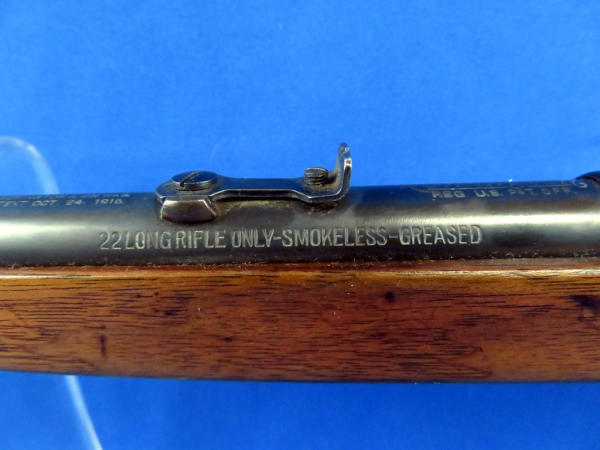 PAT OCT. 24. 1916.
REG. U.S. PAT. OFF.
22 LONG RIFLE ONLY-SMOKELESS-GREASED